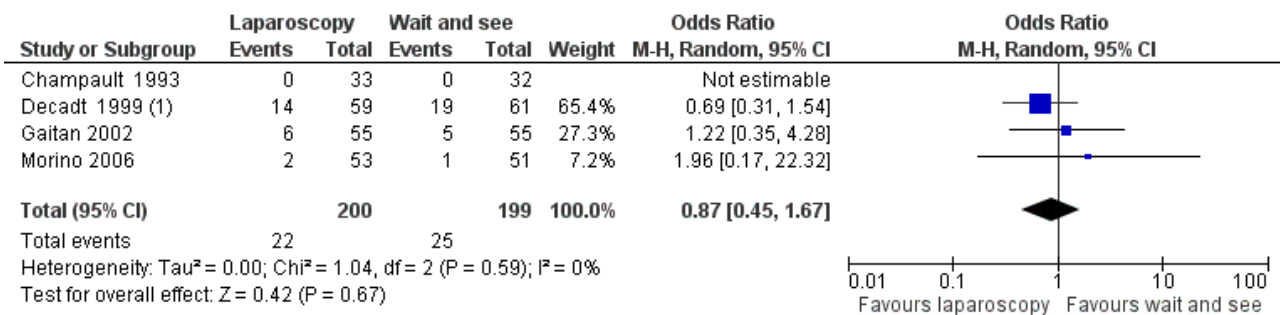 Laparoscopy Wait and see Odds Ratio Odds Ratio
Study or Subgroup Events Total Events Total Weight M-H, Random, 95% CI M-H, Random, 95% CI
Champault 1993 0 33 0 32 Not estimable
Decadt 1999 (1) 14 59 19 61 65.4% 0.69 [0.31, 1.54]
Gaitan 2002 6 55 5 55 27.3% 1.22 [0.35, 4.28]
Morino 2006 2 53 1 51 7.2% 1.96 [0.17, 22.32]
Total (95% CI) 200 199 100.0% 0.87 [0.45, 1.67]
Total events 22 25
Heterogeneity: Tau² = 0.00; Chi² = 1.04, df = 2 (P = 0.59); I² = 0%
Test for overall effect: Z = 0.42 (P = 0.67)
0.01 0.1 1 10 100
Favours laparoscopy Favours wait and see